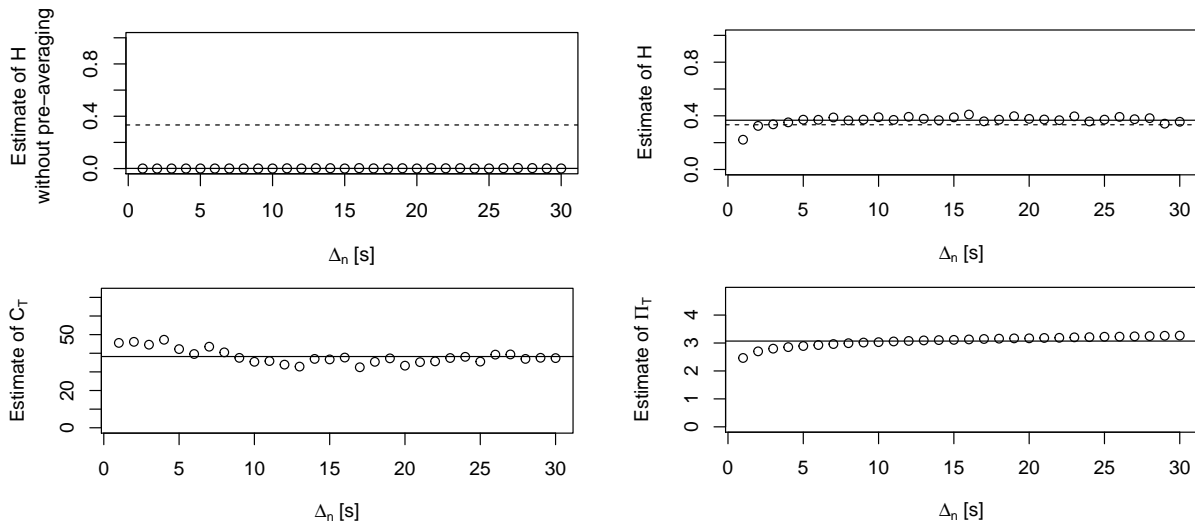 Estimate of H
without pre−averaging
0.0 0.4 0.8
0 5 10 15 20 25 30
Δn [s]
Estimate of H
0.0 0.4 0.8
0 5 10 15 20 25 30
Δn [s]
Estimate of CT
0 20 50
0 5 10 15 20 25 30
Δn [s]
Estimate of ΠT
0 1 2 3 4
0 5 10 15 20 25 30
Δn [s]